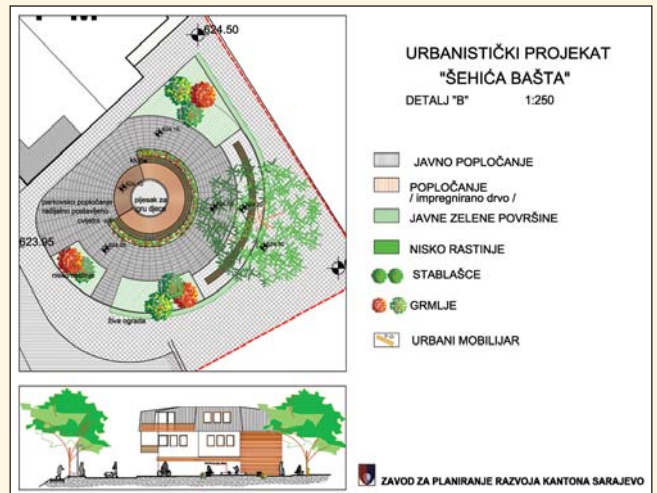 URBANISTIČKI PROJEKAT
"ŠEHIĆA BAŠTA"
DETALJ "B" 1:250
JAVNO POPLOČANJE
POPLOČANJE
/ impregnirano drvo /
JAVNE ZELENE POVRŠINE
NISKO RASTINJE
STABLAŠCE
GRMLJE
URBANI MOBILIJAR
624.50
parkovsko popločanje
radijalno postavljeno
pijesak za
igru djece
623.95
živa ograda
ZAVOD ZA PLANIRANJE RAZVOJA KANTONA SARAJEVO